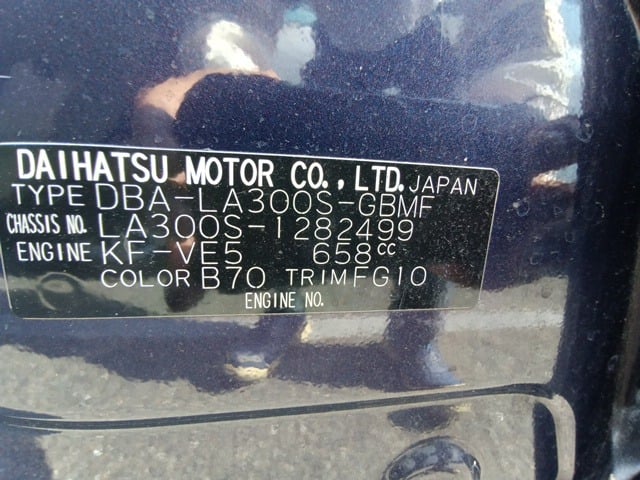 DAIHATSU MOTOR CO., LTD. JAPAN
TYPE DBA-LA300S-GBMF
CHASSIS NO. LA300S-1282499
ENGINE KF-VE5 658cc
COLOR B70 TRIM FG10
ENGINE NO.